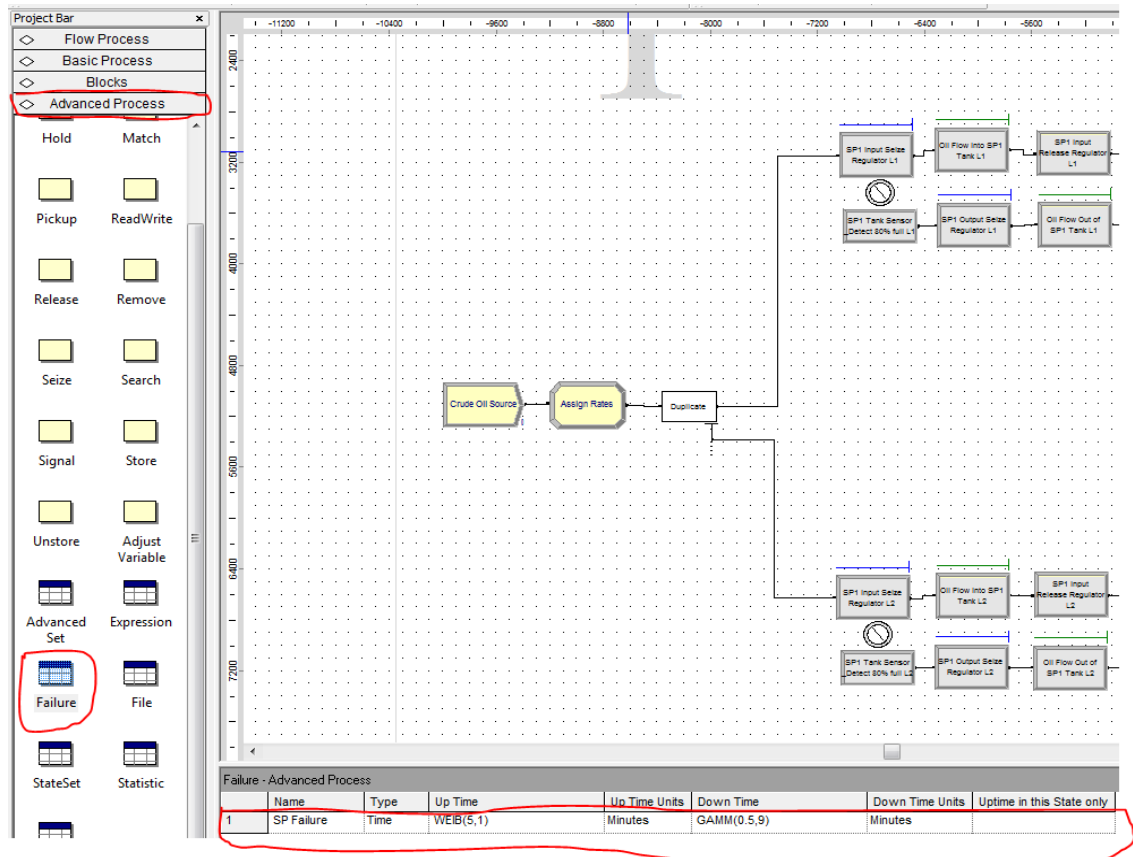 Project Bar ×
Flow Process
Basic Process
Blocks
Advanced Process
Hold Match
Pickup ReadWrite
Release Remove
Seize Search
Signal Store
Unstore Adjust
Variable
Advanced Expression
Set
Failure File
StateSet Statistic
-11200 -10400 -9600 -8800 -8000 -7200 -6400 -5600
2400
3200
4000
4800
5600
6400
7200
SP1 Input Seize
Regulator L1
Oil Flow Into SP1
Tank L1
SP1 Input
Release Regulator
L1
SP1 Tank Sensor
_Detect 80% full L1
SP1 Output Seize
Regulator L1
Oil Flow Out of
SP1 Tank L1
Crude Oil Source
Assign Rates
Duplicate
SP1 Input Seize
Regulator L2
Oil Flow Into SP1
Tank L2
SP1 Input
Release Regulator
L2
SP1 Tank Sensor
_Detect 80% full L2
SP1 Output Seize
Regulator L2
Oil Flow Out of
SP1 Tank L2
Failure - Advanced Process
Name Type Up Time Up Time Units Down Time Down Time Units Uptime in this State only
1 SP Failure Time WEIB(5,1) Minutes GAMM(0.5,9) Minutes